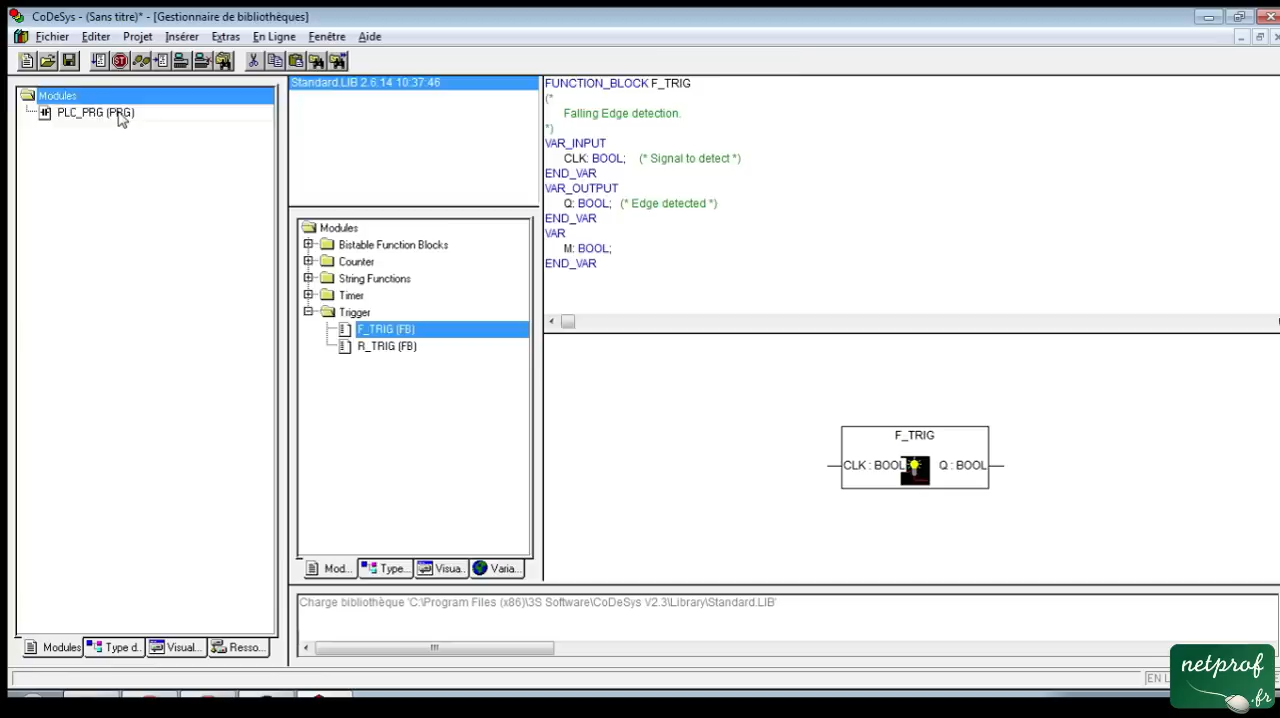 CoDeSys - (Sans titre)* - [Gestionnaire de bibliothèques]
Fichier Editer Projet Insérer Extras En Ligne Fenêtre Aide
Modules
PLC_PRG (PRG)
Standard.LIB 2.6.14 10:37:46
Modules
Bistable Function Blocks
Counter
String Functions
Timer
Trigger
F_TRIG (FB)
R_TRIG (FB)
Mod... Type... Visua.. Varia...
FUNCTION_BLOCK F_TRIG
(*
Falling Edge detection.
*)
VAR_INPUT
CLK: BOOL; (* Signal to detect *)
END_VAR
VAR_OUTPUT
Q: BOOL; (* Edge detected *)
END_VAR
VAR
M: BOOL;
END_VAR
F_TRIG
CLK : BOOL Q : BOOL
Charge bibliothèque 'C:\Program Files (x86)\3S Software\CoDeSys V2.3\Library\Standard.LIB'
Modules Type d.. Visual... Resso...
EN L
netprof
.fr